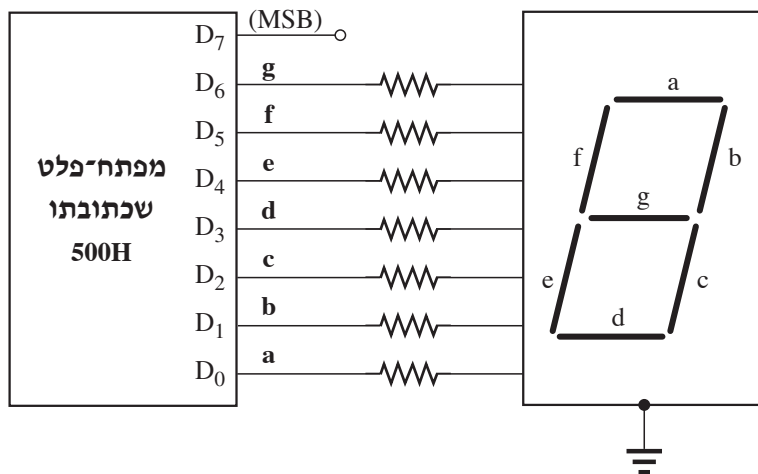 D7 (MSB)
D6 g
D5 f
D4 e
D3 d
D2 c
D1 b
D0 a
מפתח־פלט
שכתובתו
500H
a
f b
g
e c
d